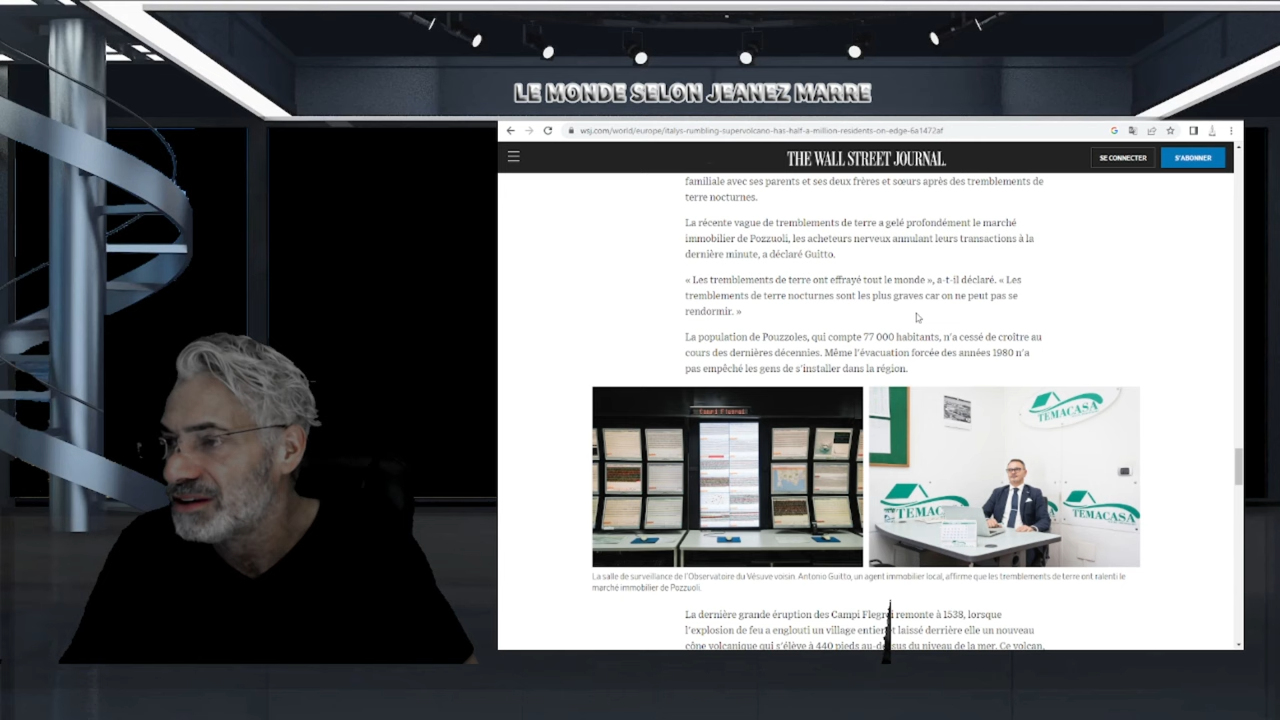 LE MONDE SELON JEANEZ MARRE
wsj.com/world/europe/italys-rumbling-supervolcano-has-half-a-million-residents-on-edge-6a1472af
THE WALL STREET JOURNAL.
SE CONNECTER
S'ABONNER
familiale avec ses parents et ses deux frères et sœurs après des tremblements de
terre nocturnes.
La récente vague de tremblements de terre a gelé profondément le marché
immobilier de Pozzuoli, les acheteurs nerveux annulant leurs transactions à la
dernière minute, a déclaré Guitto.
« Les tremblements de terre ont effrayé tout le monde », a-t-il déclaré. « Les
tremblements de terre nocturnes sont les plus graves car on ne peut pas se
rendormir. »
La population de Pouzzoles, qui compte 77 000 habitants, n'a cessé de croître au
cours des dernières décennies. Même l'évacuation forcée des années 1980 n'a
pas empêché les gens de s'installer dans la région.
Campi Flegrei
TEMACASA
TEMACASA
TEMACASA
La salle de surveillance de l'Observatoire du Vésuve voisin. Antonio Guitto, un agent immobilier local, affirme que les tremblements de terre ont ralenti le
marché immobilier de Pozzuoli.
La dernière grande éruption des Campi Flegrei remonte à 1538, lorsque
l'explosion de feu a englouti un village entier et laissé derrière elle un nouveau
cône volcanique qui s'élève à 440 pieds au-dessus du niveau de la mer. Ce volcan,